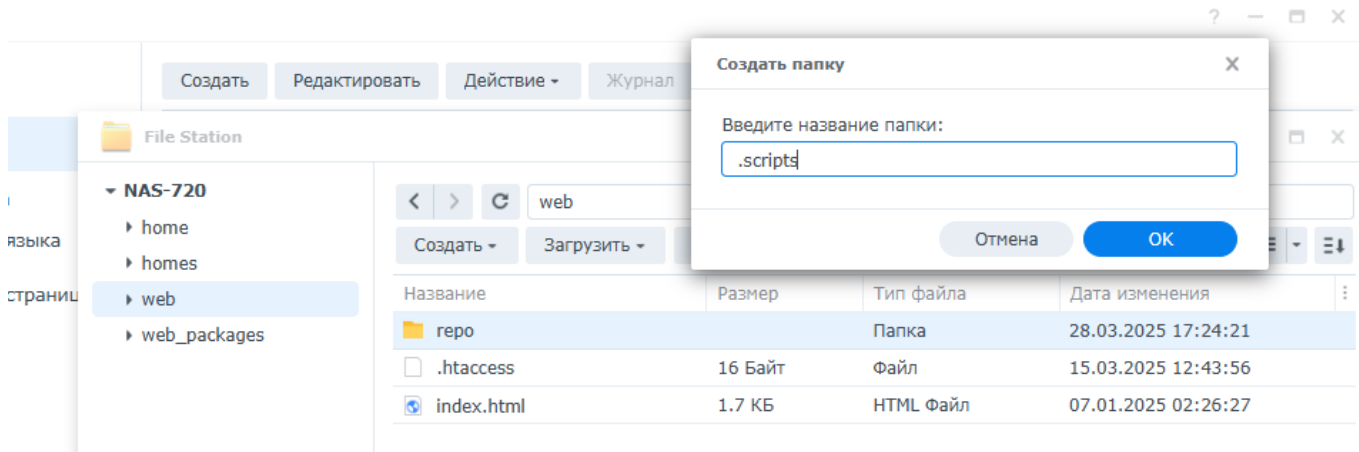 ?
Создать Редактировать Действие Журнал
Создать папку
Введите название папки:
.scripts
Отмена OK
File Station
NAS-720
home
homes
web
web_packages
языка
страниц
web
Создать Загрузить
Название Размер Тип файла Дата изменения
repo Папка 28.03.2025 17:24:21
.htaccess 16 Байт Файл 15.03.2025 12:43:56
index.html 1.7 КБ HTML Файл 07.01.2025 02:26:27